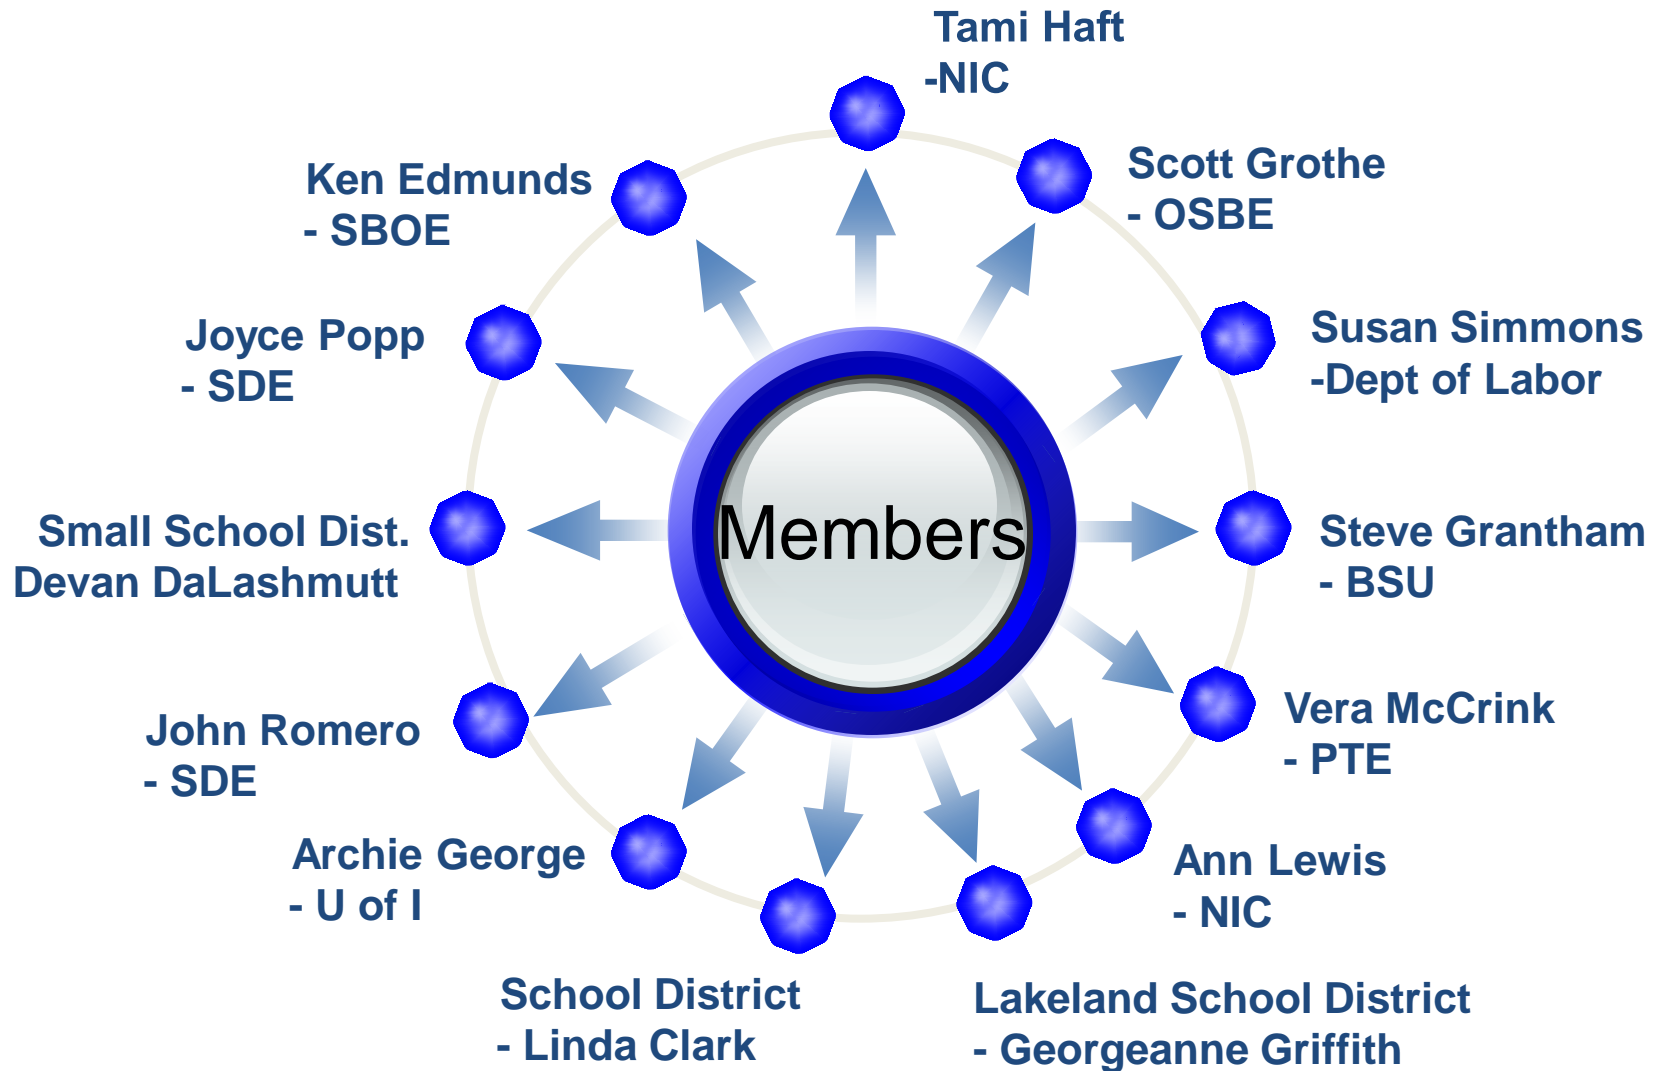 Tami Haft
-NIC
Scott Grothe
- OSBE
Susan Simmons
-Dept of Labor
Steve Grantham
- BSU
Vera McCrink
- PTE
Ann Lewis
- NIC
Lakeland School District
- Georgeanne Griffith
School District
- Linda Clark
Archie George
- U of I
John Romero
- SDE
Small School Dist.
Devan DaLashmutt
Joyce Popp
- SDE
Ken Edmunds
- SBOE
Members